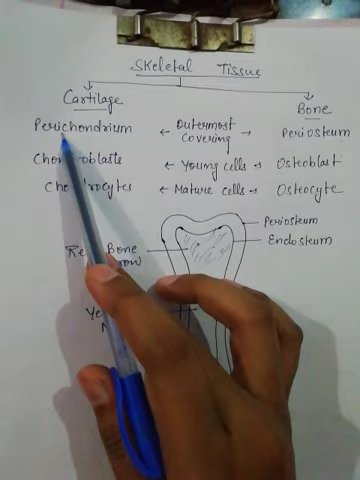 Skeletal Tissue
Cartilage
Bone
Perichondrium ← Outermost Covering → Periosteum
← Young cells → Osteoblast
← Mature cells → Osteocyte
Periosteum
Endosteum
Bone